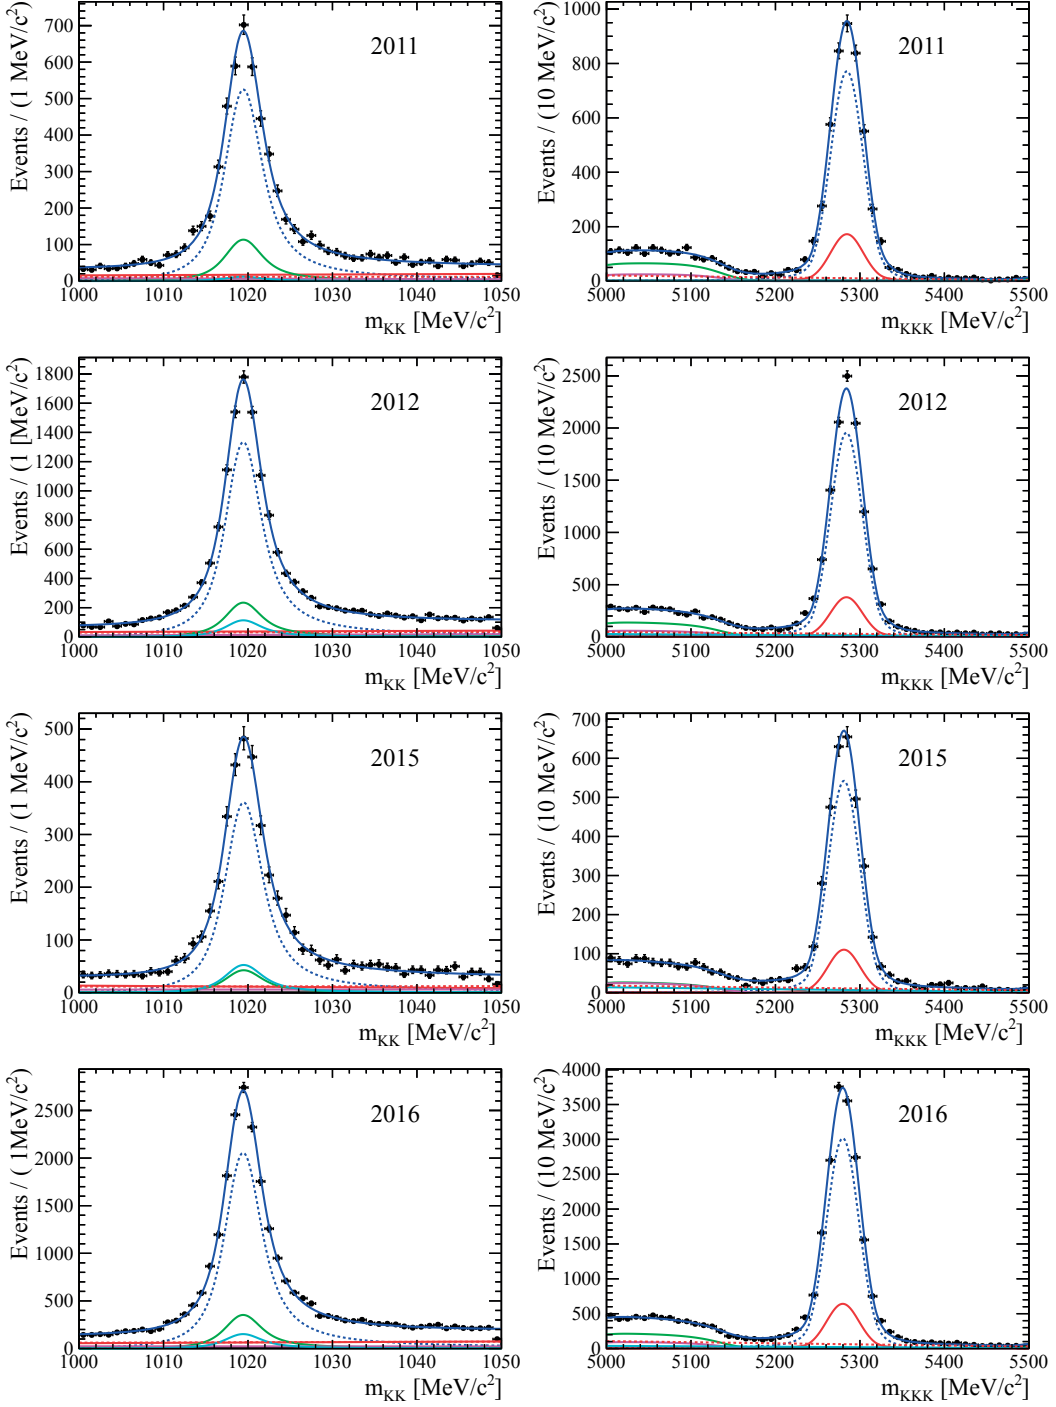 Events / (1 MeV/c²)
700
600
500
400
300
200
100
0
2011
1000 1010 1020 1030 1040 1050
m_KK [MeV/c²]
Events / (10 MeV/c²)
1000
800
600
400
200
0
2011
5000 5100 5200 5300 5400 5500
m_KKK [MeV/c²]
Events / (1 [MeV/c²)
1800
1600
1400
1200
1000
800
600
400
200
0
2012
1000 1010 1020 1030 1040 1050
m_KK [MeV/c²]
Events / (10 MeV/c²)
2500
2000
1500
1000
500
0
2012
5000 5100 5200 5300 5400 5500
m_KKK [MeV/c²]
Events / (1 MeV/c²)
500
400
300
200
100
0
2015
1000 1010 1020 1030 1040 1050
m_KK [MeV/c²]
Events / (10 MeV/c²)
700
600
500
400
300
200
100
0
2015
5000 5100 5200 5300 5400 5500
m_KKK [MeV/c²]
Events / ( 1MeV/c²)
2500
2000
1500
1000
500
0
2016
1000 1010 1020 1030 1040 1050
m_KK [MeV/c²]
Events / (10 MeV/c²)
4000
3500
3000
2500
2000
1500
1000
500
0
2016
5000 5100 5200 5300 5400 5500
m_KKK [MeV/c²]